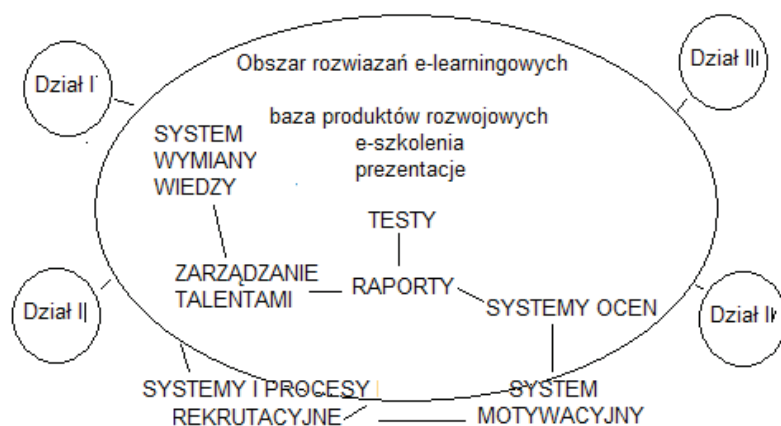 Dział I
Obszar rozwiazań e-learningowych
Dział III
baza produktów rozwojowych
e-szkolenia
prezentacje
SYSTEM
WYMIANY
WIEDZY
TESTY
ZARZĄDZANIE
TALENTAMI
RAPORTY
SYSTEMY OCEN
Dział II
Dział
SYSTEMY I PROCESY
REKRUTACYJNE
SYSTEM
MOTYWACYJNY